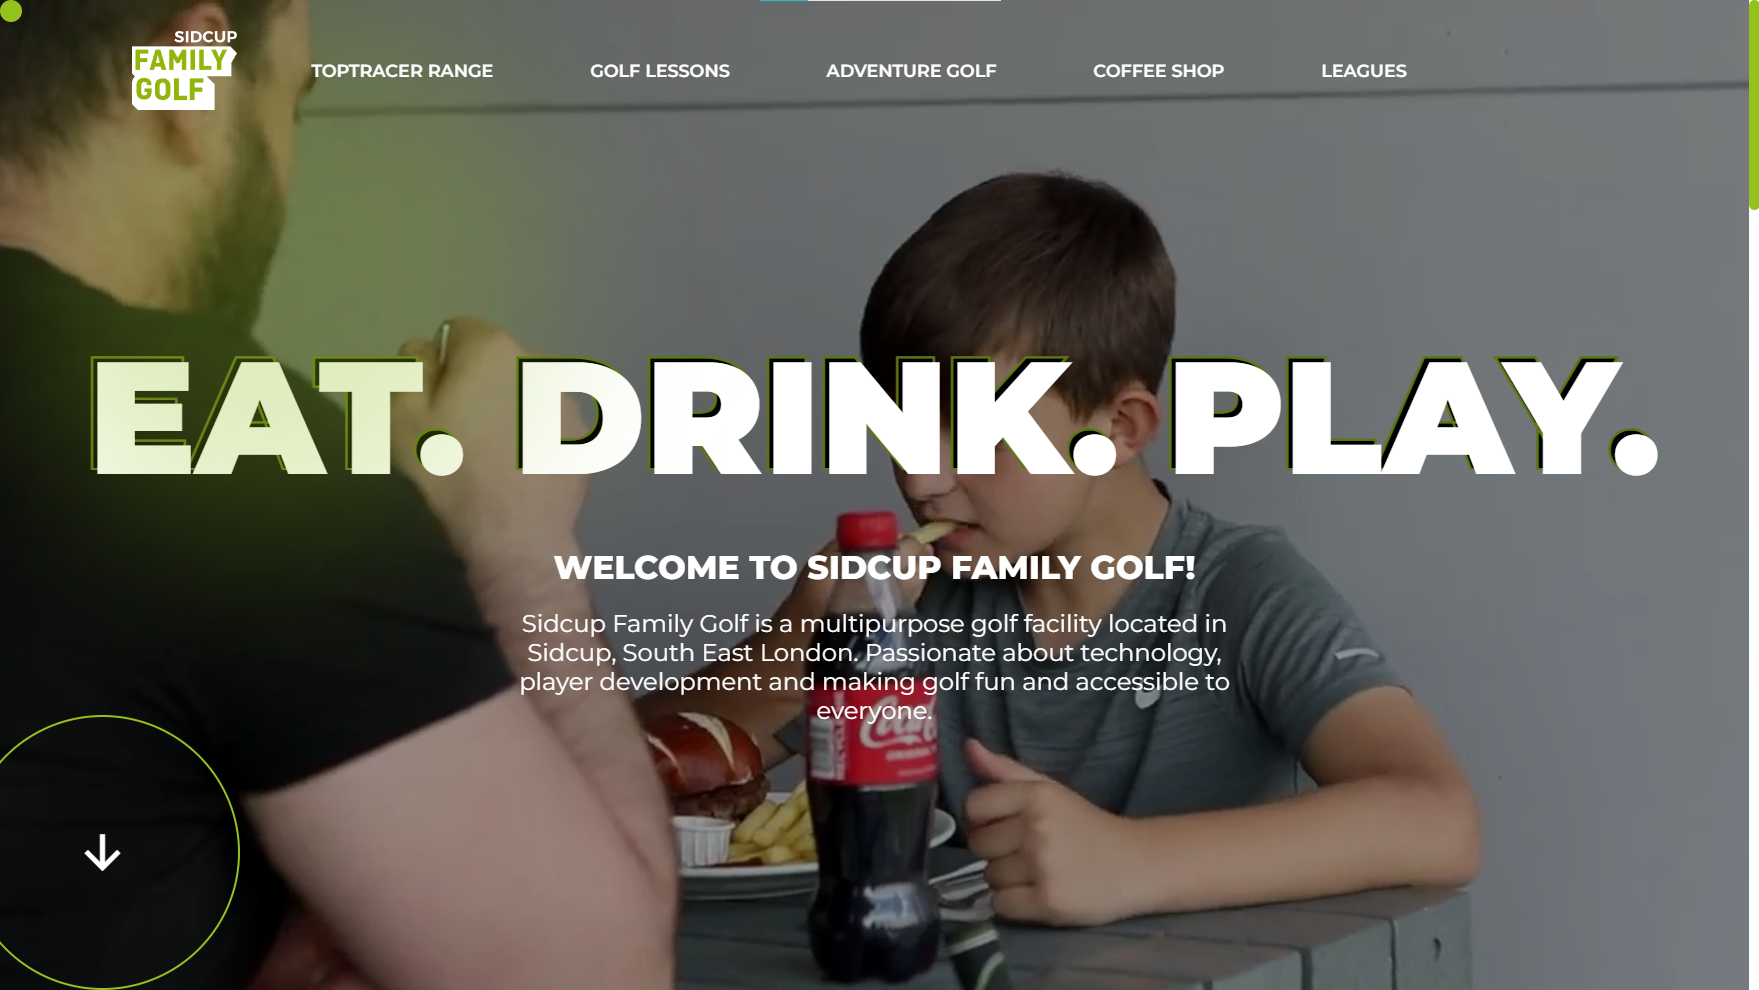 SIDCUP
FAMILY
GOLF
TOPTRACER RANGE
GOLF LESSONS
ADVENTURE GOLF
COFFEE SHOP
LEAGUES
EAT. DRINK. PLAY.
WELCOME TO SIDCUP FAMILY GOLF!
Sidcup Family Golf is a multipurpose golf facility located in
Sidcup, South East London. Passionate about technology,
player development and making golf fun and accessible to
everyone.